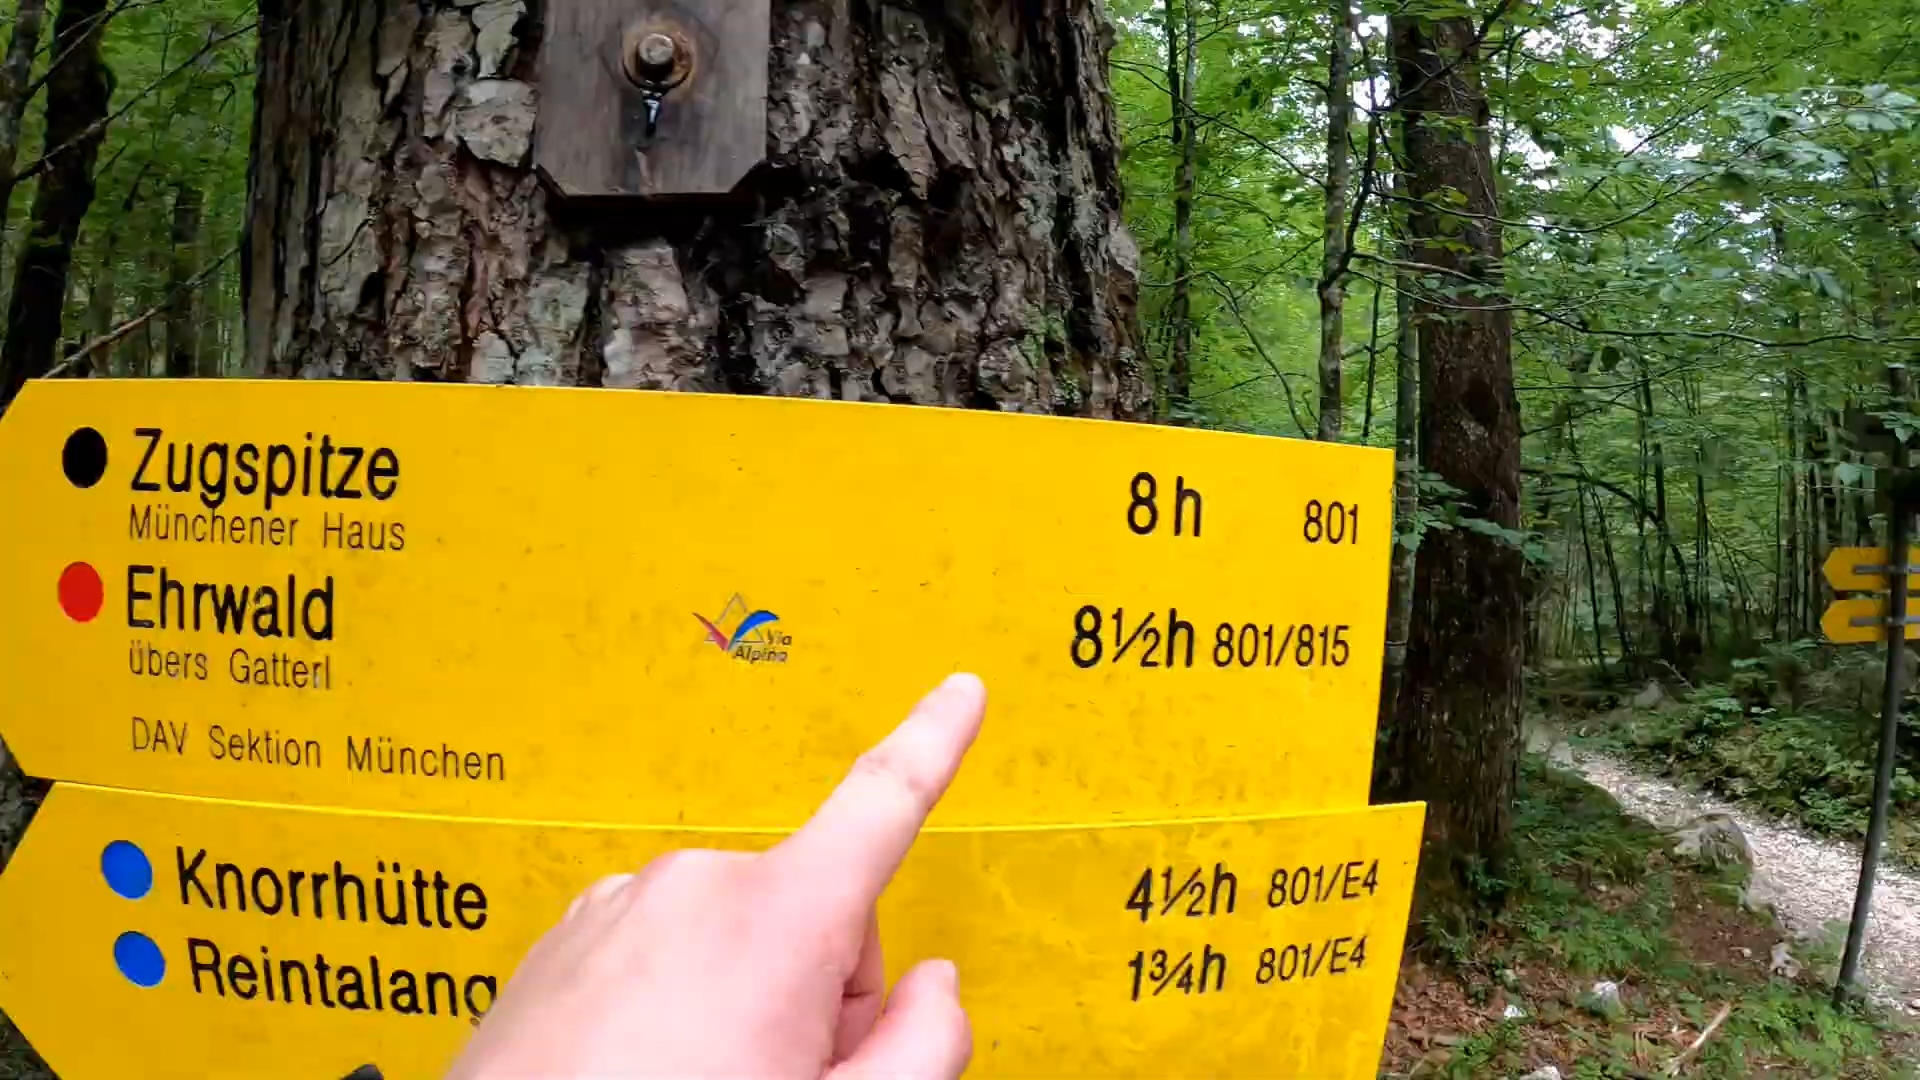 Zugspitze 8 h 801
Münchener Haus
Ehrwald 8½h 801/815
übers Gatterl
Via
Alpina
DAV Sektion München
Knorrhütte 4½h 801/E4
Reintalang 1¾h 801/E4